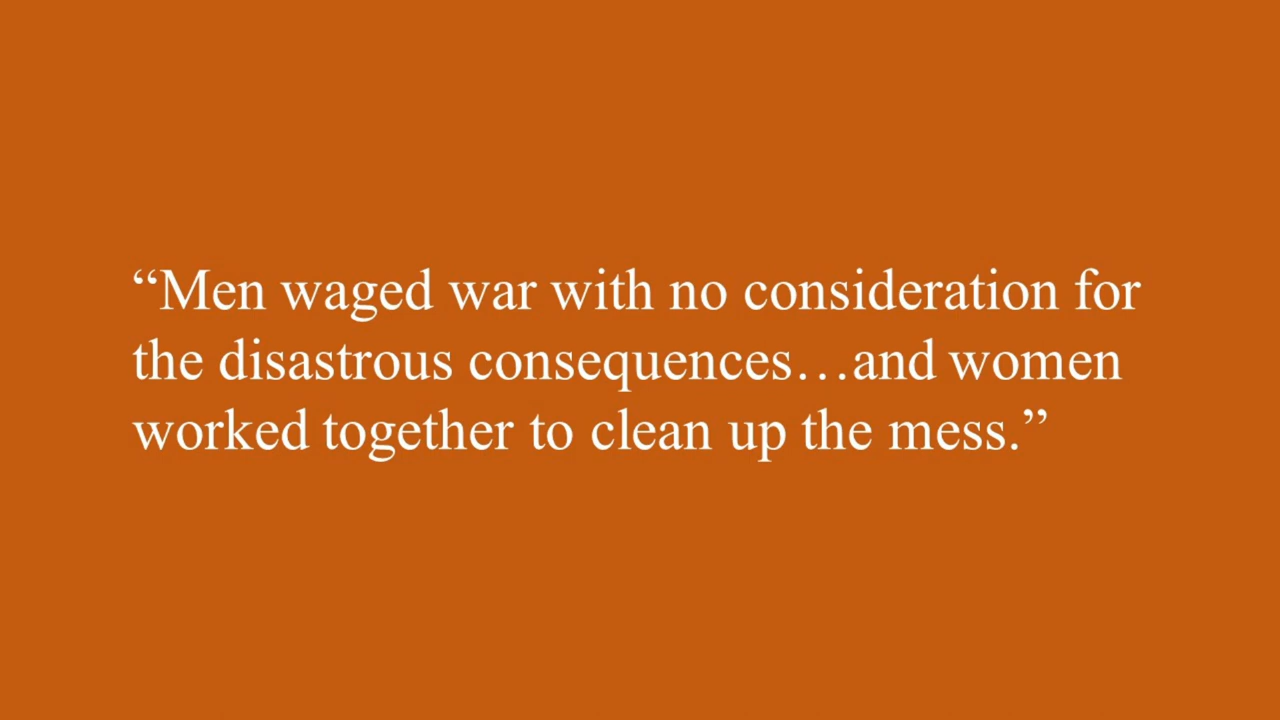 “Men waged war with no consideration for
the disastrous consequences…and women
worked together to clean up the mess.”